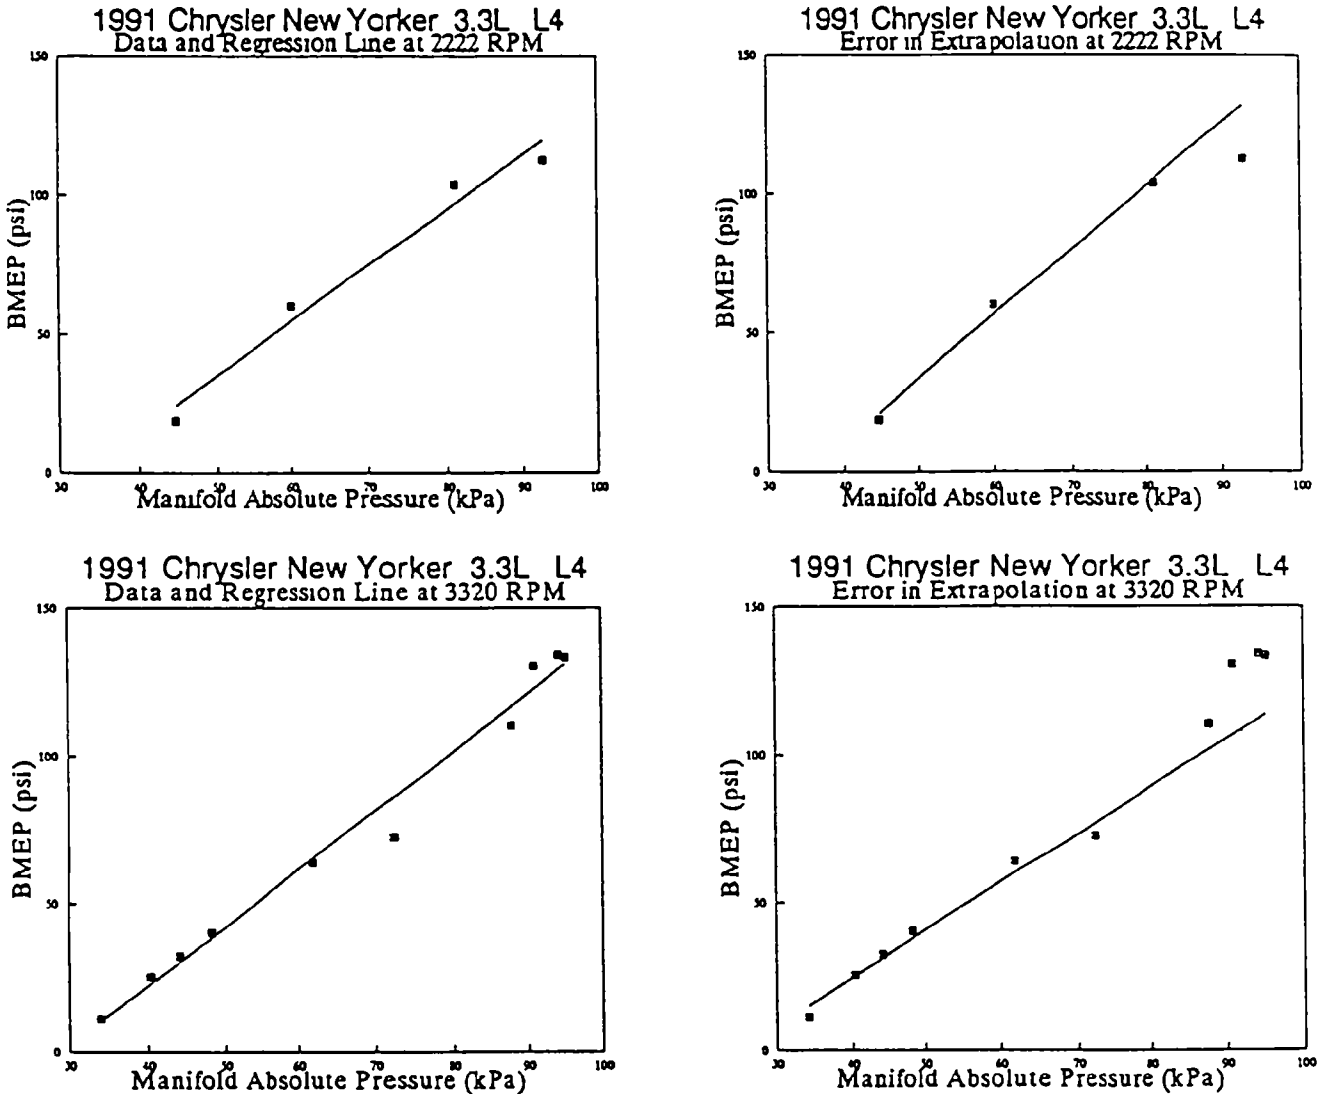 1991 Chrysler New Yorker 3.3L L4
Data and Regression Line at 2222 RPM
150
100
50
0
BMEP (psi)
30 40 50 60 70 80 90 100
Manifold Absolute Pressure (kPa)
1991 Chrysler New Yorker 3.3L L4
Error in Extrapolation at 2222 RPM
150
100
50
0
BMEP (psi)
30 40 50 60 70 80 90 100
Manifold Absolute Pressure (kPa)
1991 Chrysler New Yorker 3.3L L4
Data and Regression Line at 3320 RPM
150
100
50
0
BMEP (psi)
30 40 50 60 70 80 90 100
Manifold Absolute Pressure (kPa)
1991 Chrysler New Yorker 3.3L L4
Error in Extrapolation at 3320 RPM
150
100
50
0
BMEP (psi)
30 40 50 60 70 80 90 100
Manifold Absolute Pressure (kPa)